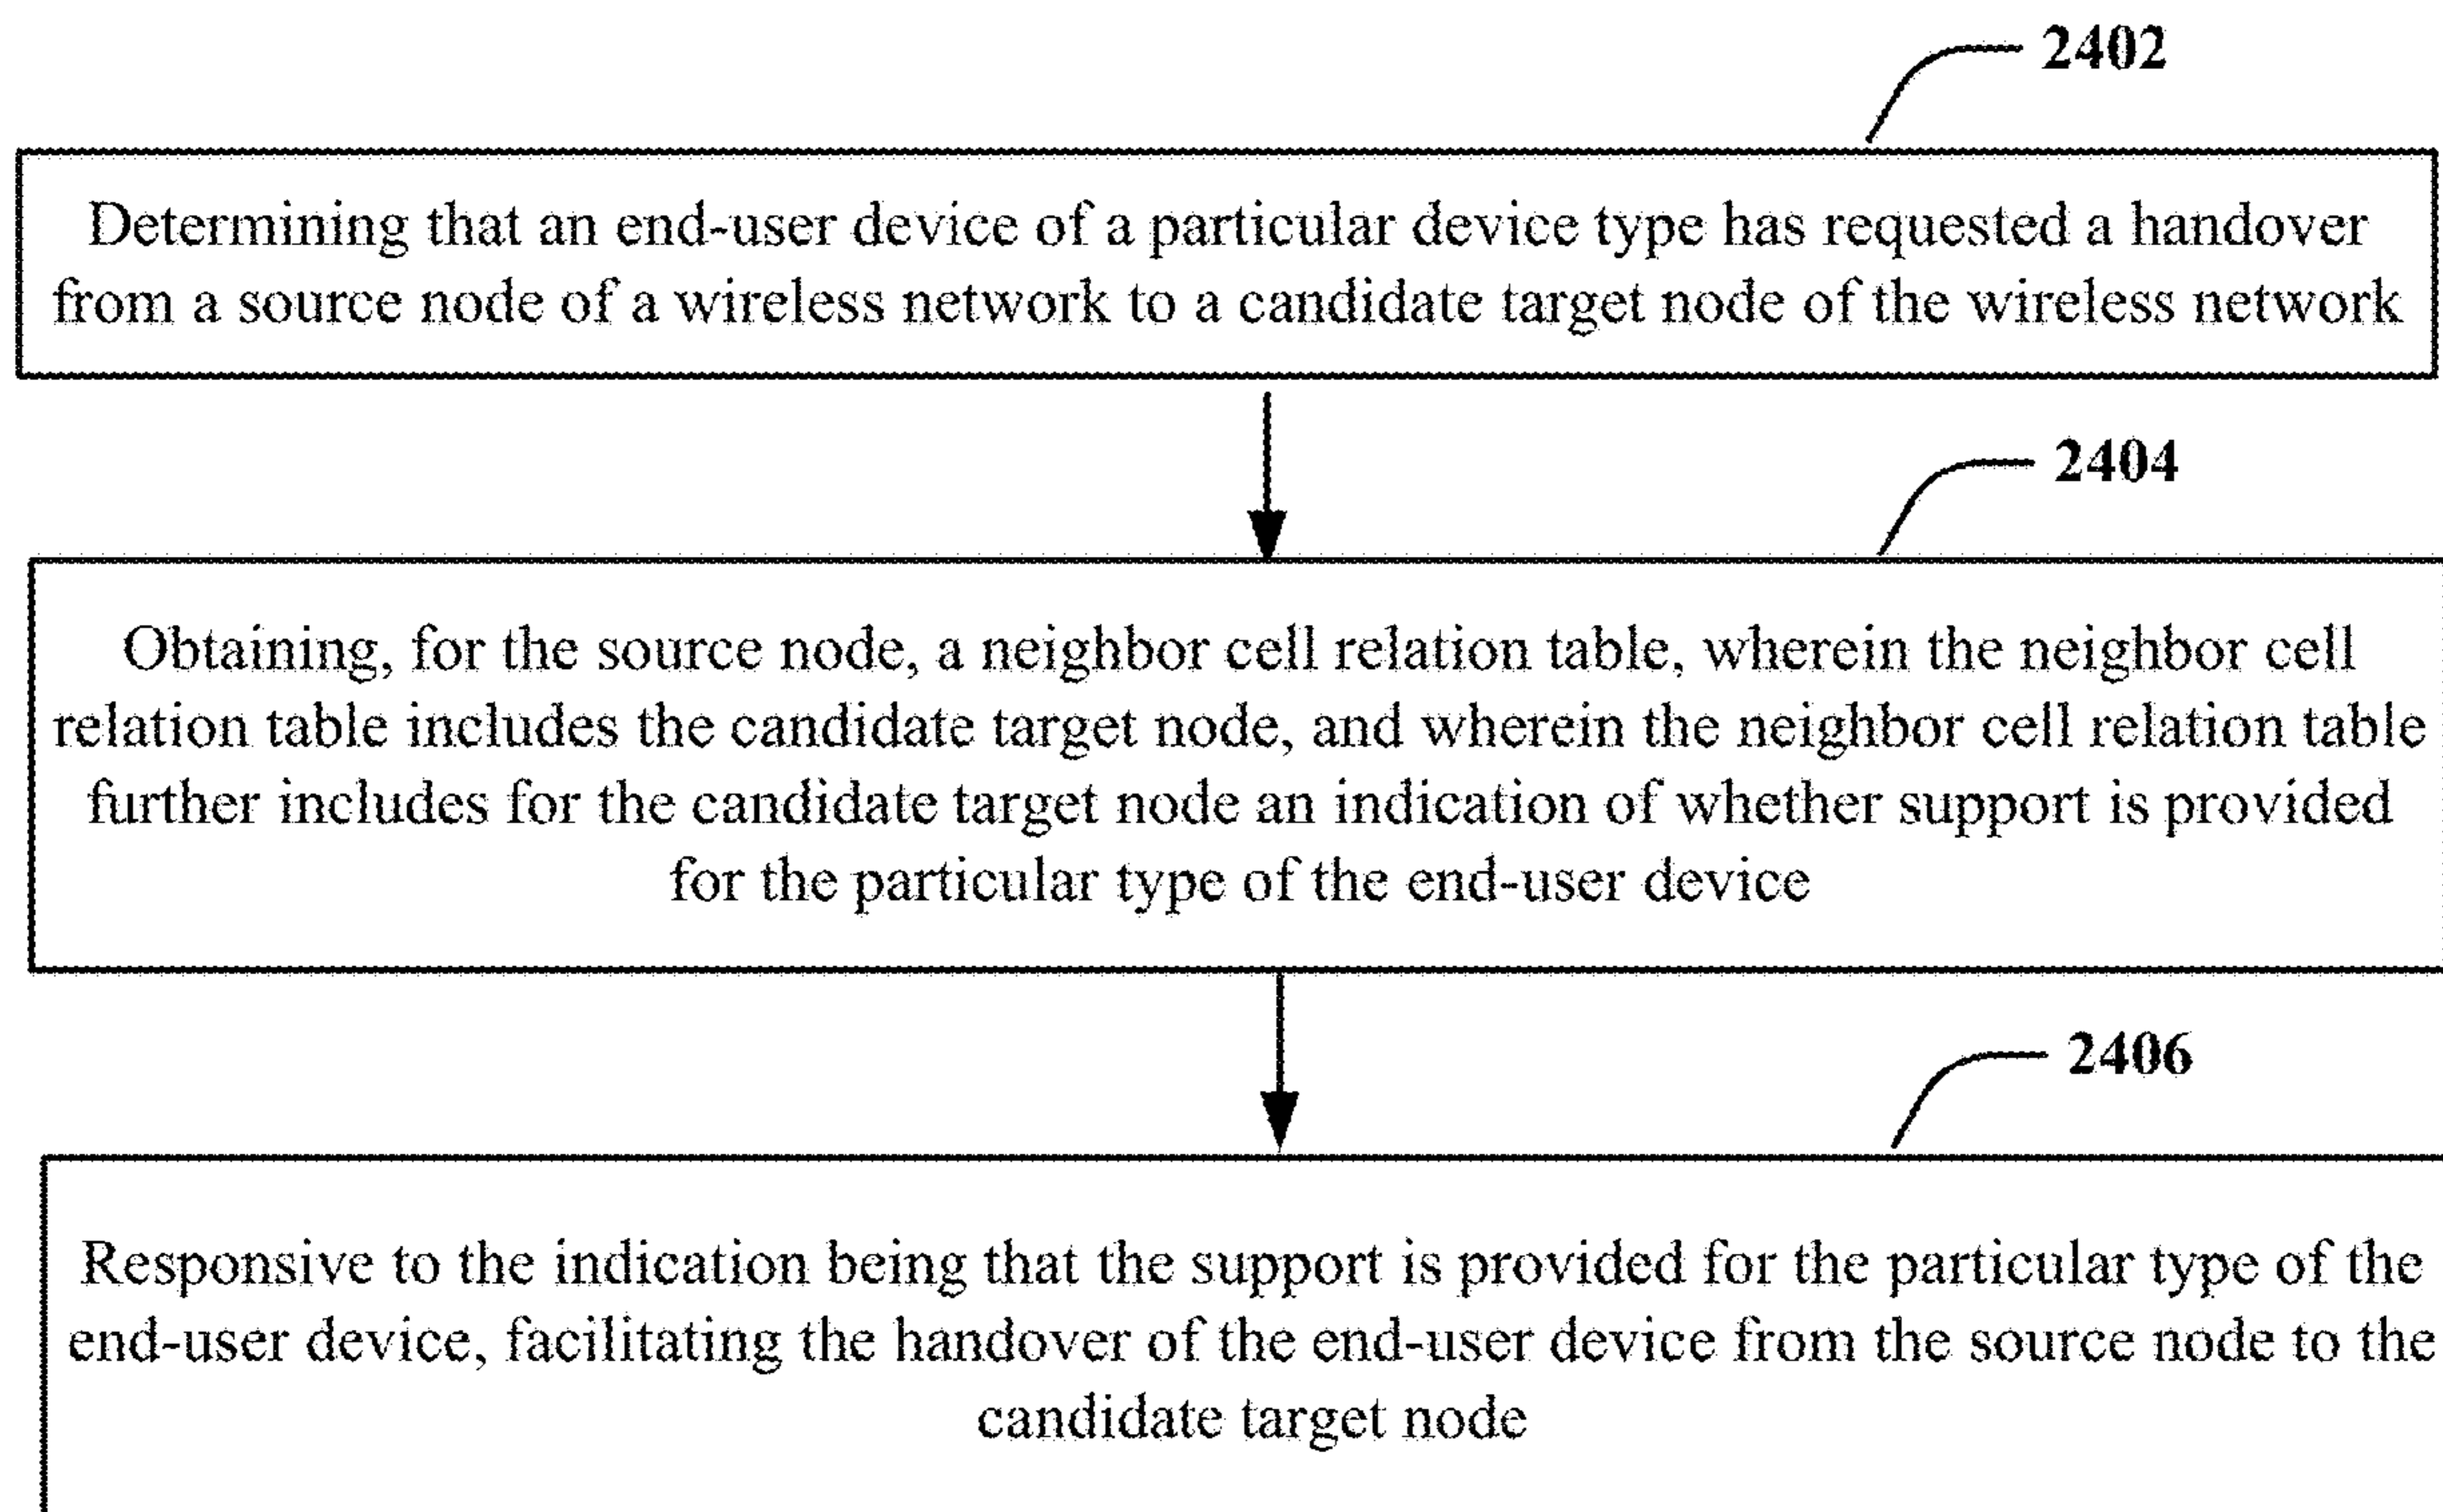 2402
Determining that an end-user device of a particular device type has requested a handover
from a source node of a wireless network to a candidate target node of the wireless network
2404
Obtaining, for the source node, a neighbor cell relation table, wherein the neighbor cell
relation table includes the candidate target node, and wherein the neighbor cell relation table
further includes for the candidate target node an indication of whether support is provided
for the particular type of the end-user device
2406
Responsive to the indication being that the support is provided for the particular type of the
end-user device, facilitating the handover of the end-user device from the source node to the
candidate target node